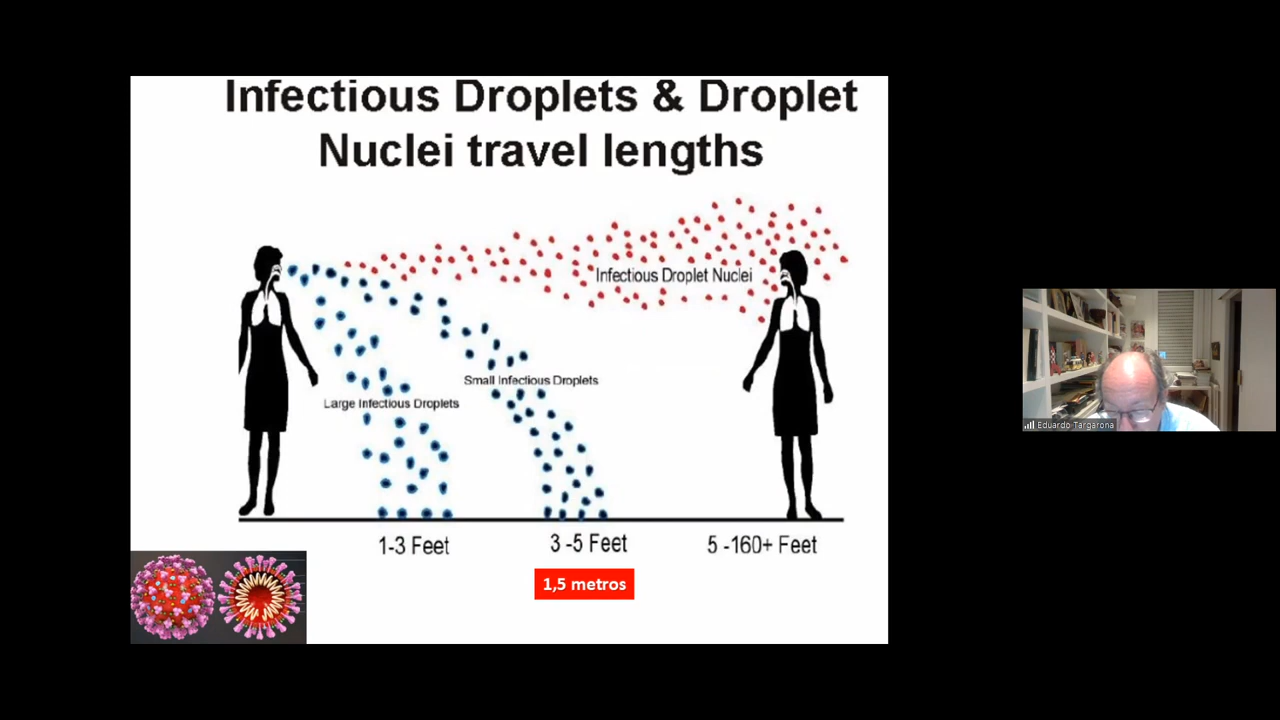 Infectious Droplets & Droplet
Nuclei travel lengths
Infectious Droplet Nuclei
Small Infectious Droplets
Large Infectious Droplets
1-3 Feet
3 -5 Feet
5 -160+ Feet
1,5 metros
Eduardo Targarona